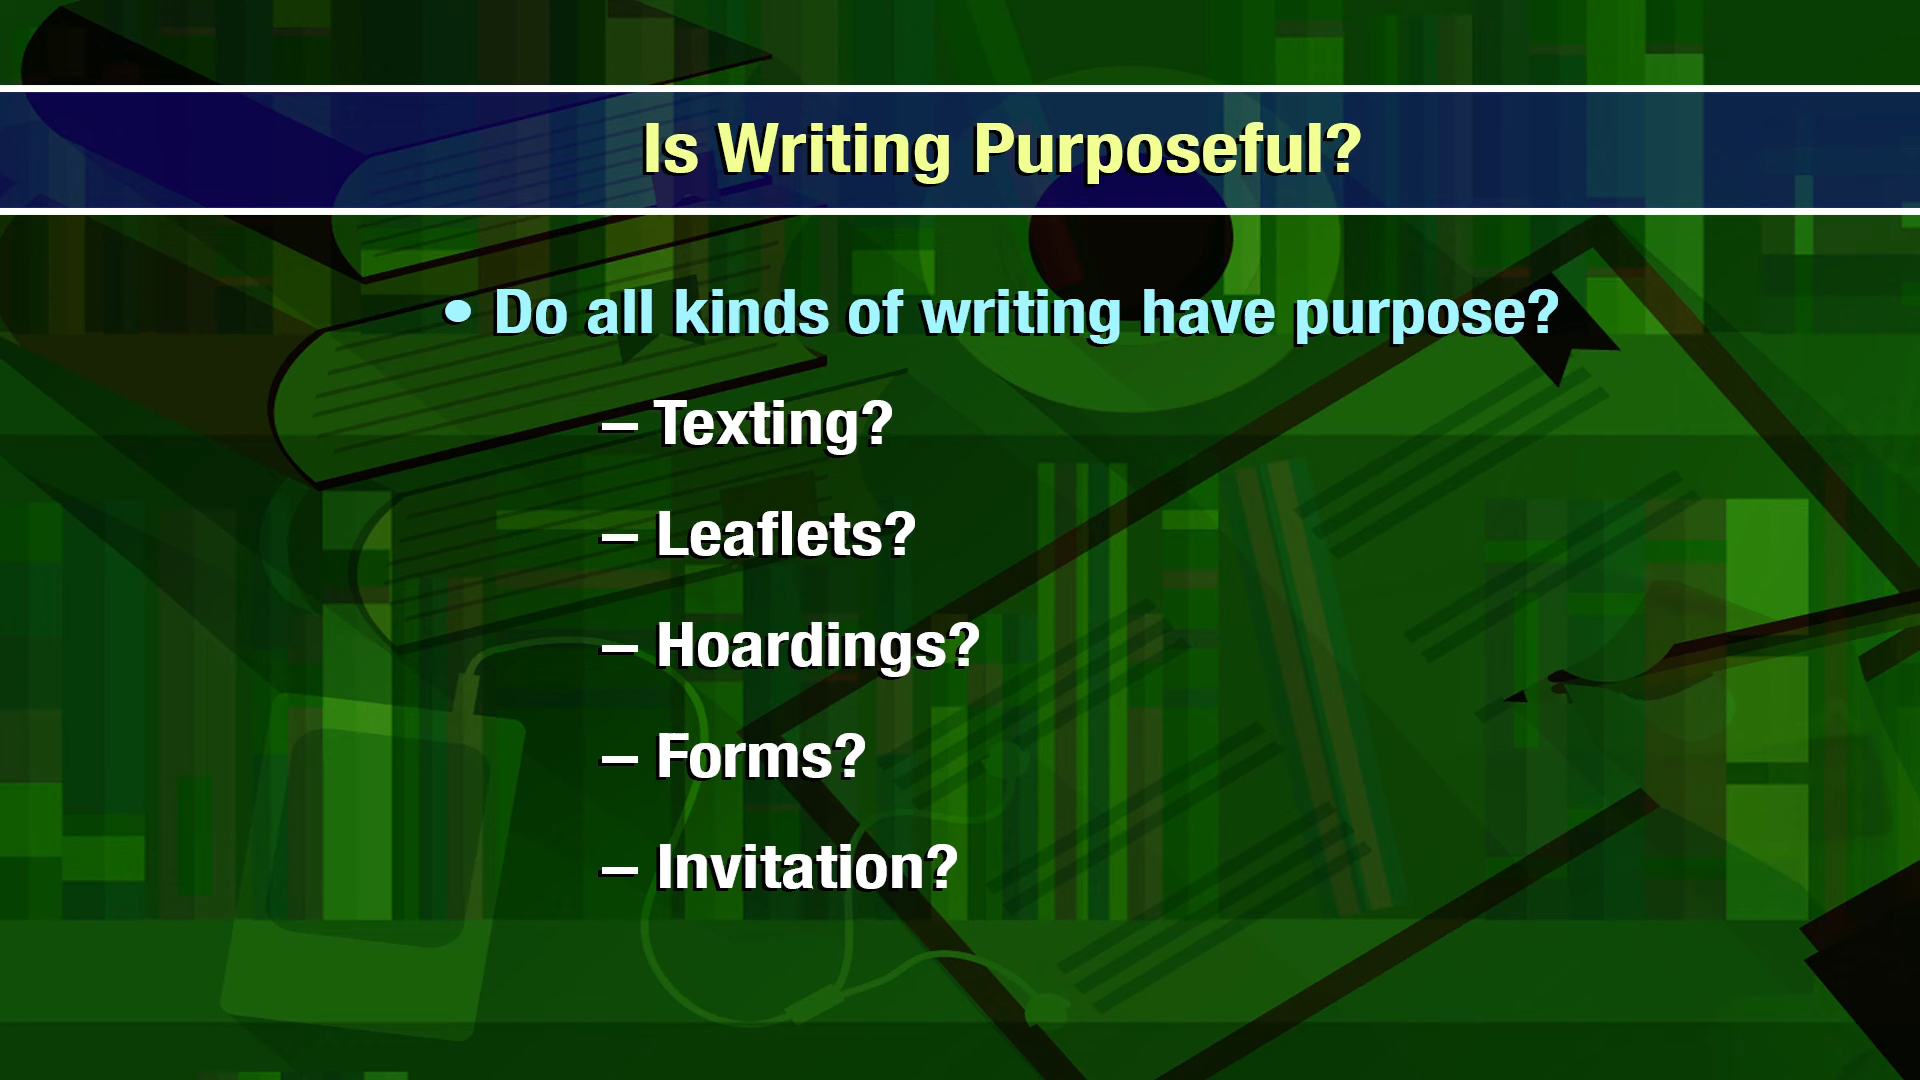 Is Writing Purposeful?
• Do all kinds of writing have purpose?
– Texting?
– Leaflets?
– Hoardings?
– Forms?
– Invitation?